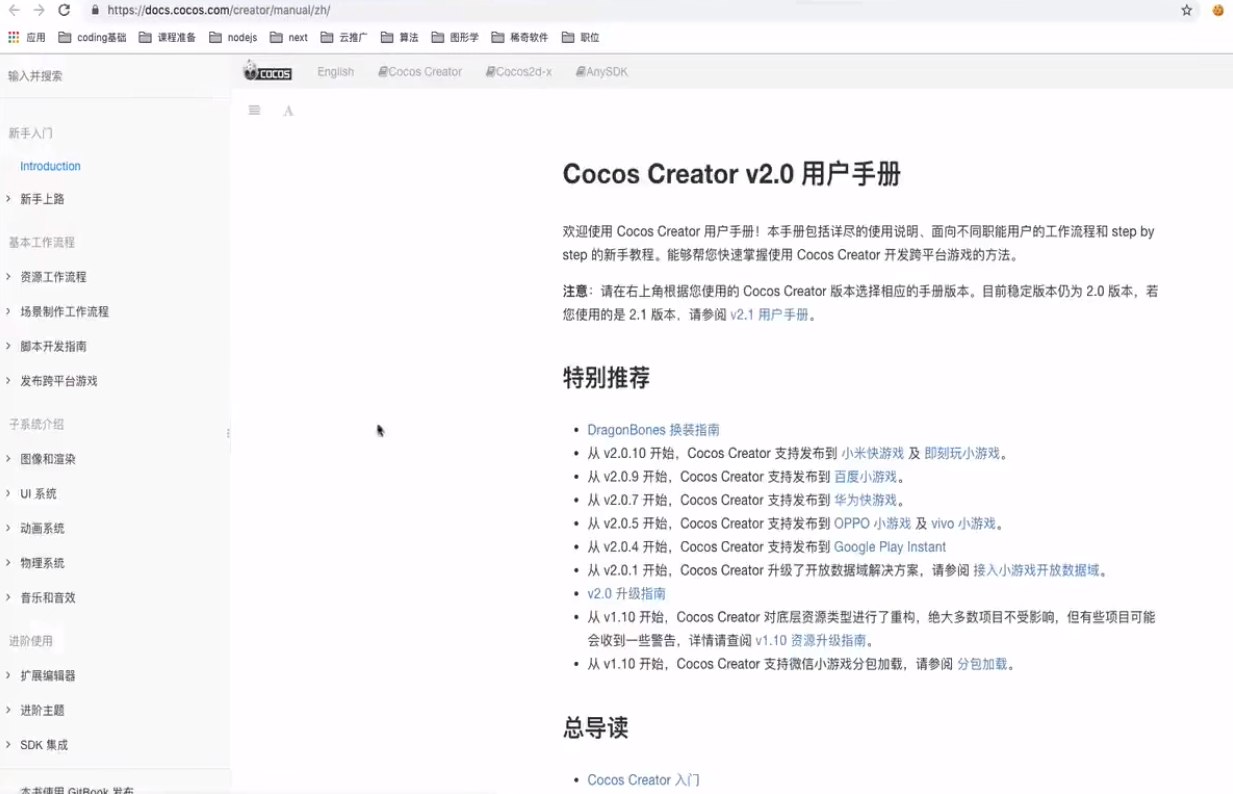 https://docs.cocos.com/creator/manual/zh/
应用 coding基础 课程准备 nodejs next 云推广 算法 图形学 稀奇软件 职位
输入并搜索
COCOS English Cocos Creator Cocos2d-x AnySDK
A
新手入门
Introduction
新手上路
基本工作流程
资源工作流程
场景制作工作流程
脚本开发指南
发布跨平台游戏
子系统介绍
图像和渲染
UI 系统
动画系统
物理系统
音乐和音效
进阶使用
扩展编辑器
进阶主题
SDK 集成
本书使用 GitBook 发布
Cocos Creator v2.0 用户手册
欢迎使用 Cocos Creator 用户手册！本手册包括详尽的使用说明、面向不同职能用户的工作流程和 step by
step 的新手教程。能够帮您快速掌握使用 Cocos Creator 开发跨平台游戏的方法。
注意：请在右上角根据您使用的 Cocos Creator 版本选择相应的手册版本。目前稳定版本仍为 2.0 版本，若
您使用的是 2.1 版本，请参阅 v2.1 用户手册。
特别推荐
• DragonBones 换装指南
• 从 v2.0.10 开始，Cocos Creator 支持发布到 小米快游戏 及 即刻玩小游戏。
• 从 v2.0.9 开始，Cocos Creator 支持发布到 百度小游戏。
• 从 v2.0.7 开始，Cocos Creator 支持发布到 华为快游戏。
• 从 v2.0.5 开始，Cocos Creator 支持发布到 OPPO 小游戏 及 vivo 小游戏。
• 从 v2.0.4 开始，Cocos Creator 支持发布到 Google Play Instant
• 从 v2.0.1 开始，Cocos Creator 升级了开放数据域解决方案，请参阅 接入小游戏开放数据域。
• v2.0 升级指南
• 从 v1.10 开始，Cocos Creator 对底层资源类型进行了重构，绝大多数项目不受影响，但有些项目可能
会收到一些警告，详情请查阅 v1.10 资源升级指南。
• 从 v1.10 开始，Cocos Creator 支持微信小游戏分包加载，请参阅 分包加载。
总导读
• Cocos Creator 入门